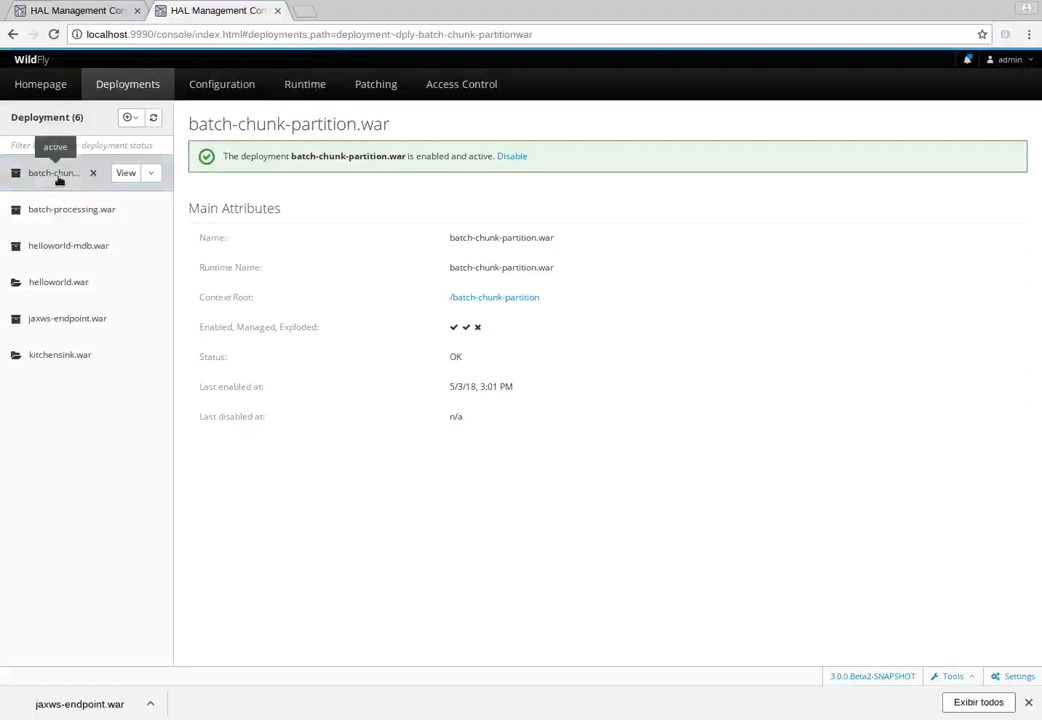 HAL Management Con
HAL Management Con
localhost:9990/console/index.html#deployments;path=deployment~dply-batch-chunk-partitionwar
WildFly
admin
Homepage
Deployments
Configuration
Runtime
Patching
Access Control
Deployment (6)
Filter
deployment status
active
batch-chun...
View
batch-processing.war
helloworld-mdb.war
helloworld.war
jaxws-endpoint.war
kitchensink.war
batch-chunk-partition.war
The deployment batch-chunk-partition.war is enabled and active. Disable
Main Attributes
Name: batch-chunk-partition.war
Runtime Name: batch-chunk-partition.war
Context Root: /batch-chunk-partition
Enabled, Managed, Exploded:
Status: OK
Last enabled at: 5/3/18, 3:01 PM
Last disabled at: n/a
3.0.0.Beta2-SNAPSHOT
Tools
Settings
jaxws-endpoint.war
Exibir todos